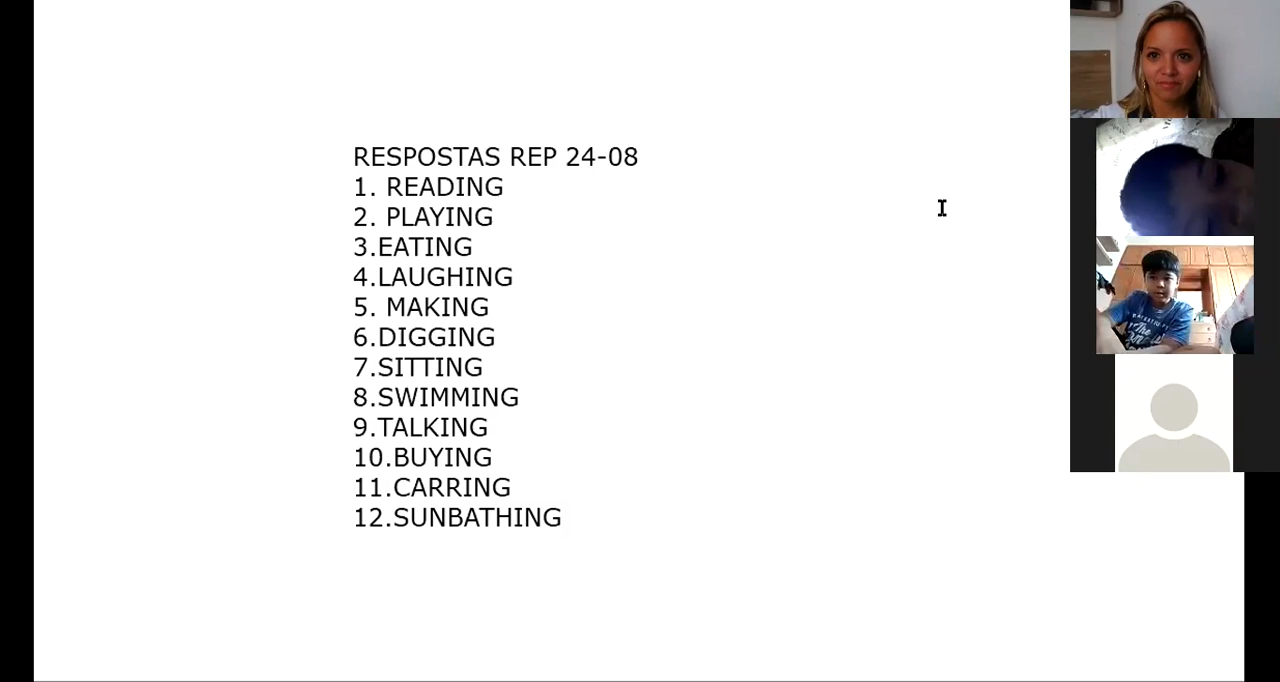 RESPOSTAS REP 24-08
1. READING
2. PLAYING
3.EATING
4.LAUGHING
5. MAKING
6.DIGGING
7.SITTING
8.SWIMMING
9.TALKING
10.BUYING
11.CARRING
12.SUNBATHING
The